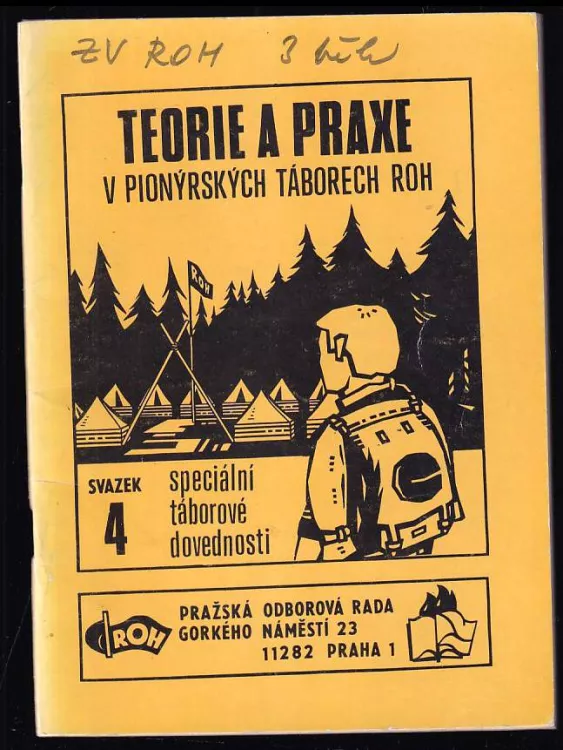 ZV ROH 3
TEORIE A PRAXE
V PIONÝRSKÝCH TÁBORECH ROH
ROH
SVAZEK
4
speciální
táborové
dovednosti
ROH
PRAŽSKÁ ODBOROVÁ RADA
GORKÉHO NÁMĚSTÍ 23
11282 PRAHA 1